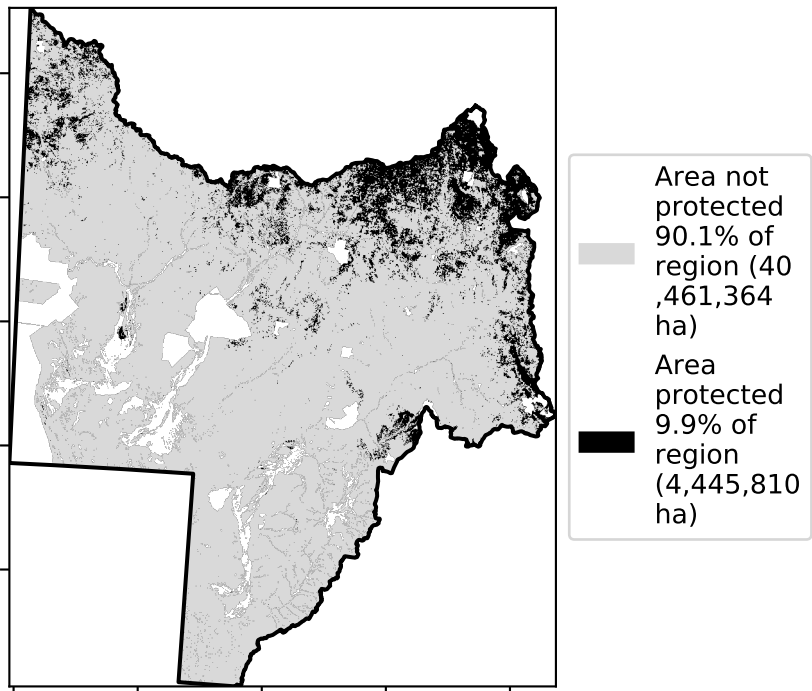 Area not
protected
90.1% of
region (40
,461,364
ha)
Area
protected
9.9% of
region
(4,445,810
ha)